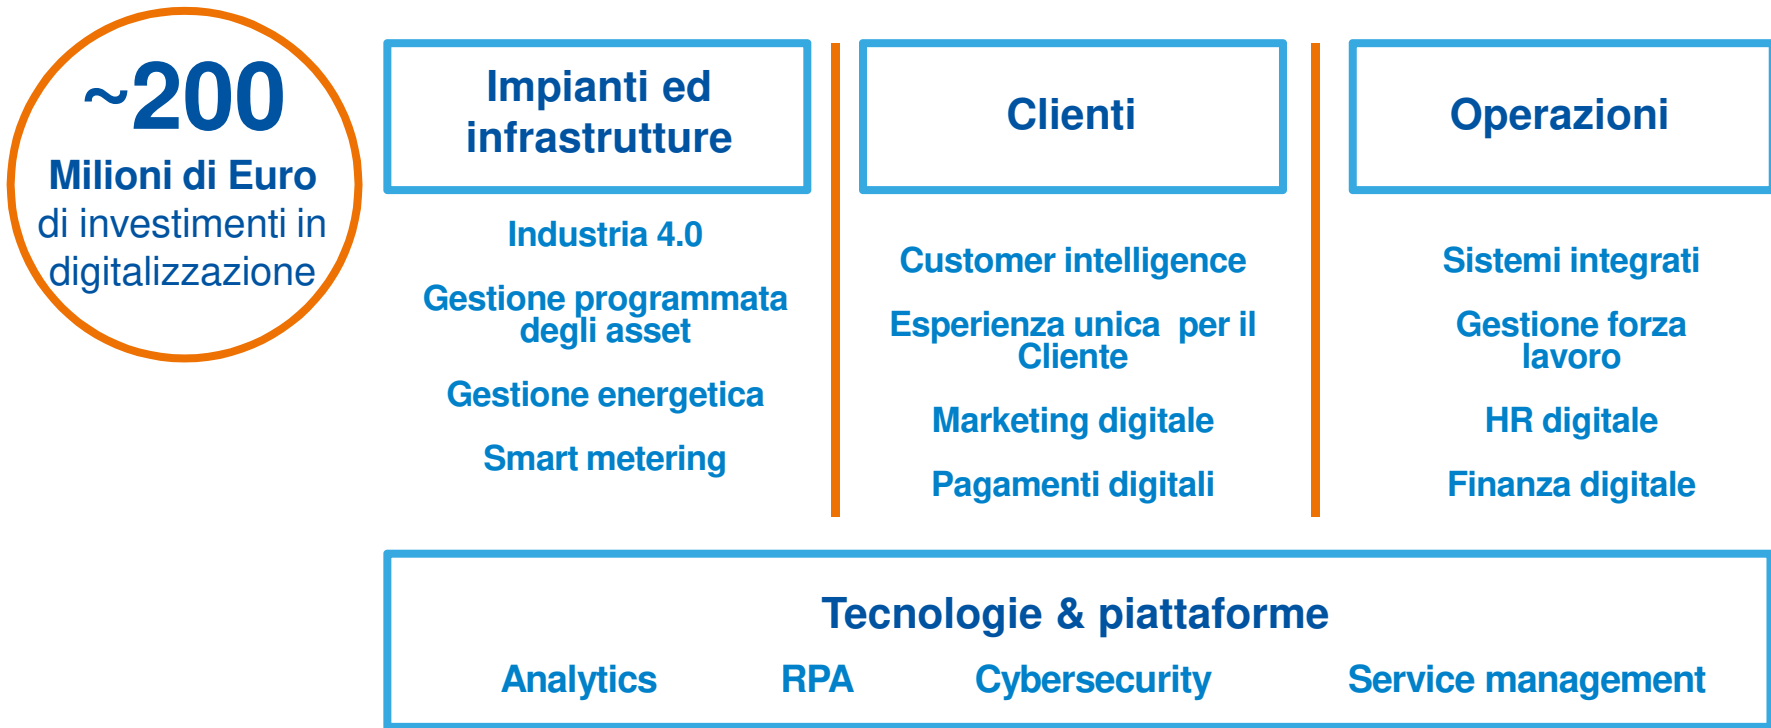 ~200
Milioni di Euro
di investimenti in
digitalizzazione
Impianti ed
infrastrutture
Industria 4.0
Gestione programmata
degli asset
Gestione energetica
Smart metering
Clienti
Customer intelligence
Esperienza unica  per il
Cliente
Marketing digitale
Pagamenti digitali
Operazioni
Sistemi integrati
Gestione forza
lavoro
HR digitale
Finanza digitale
Tecnologie & piattaforme
Analytics RPA Cybersecurity Service management